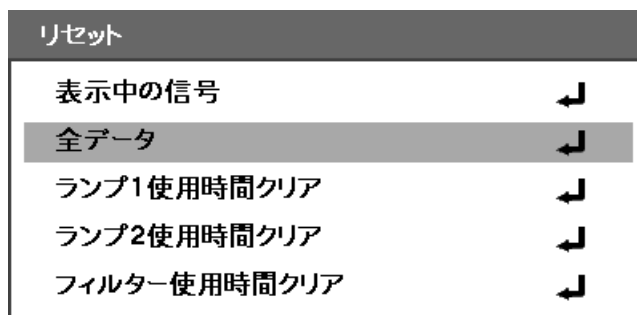 リセット
表示中の信号
全データ
ランプ1使用時間クリア
ランプ2使用時間クリア
フィルター使用時間クリア